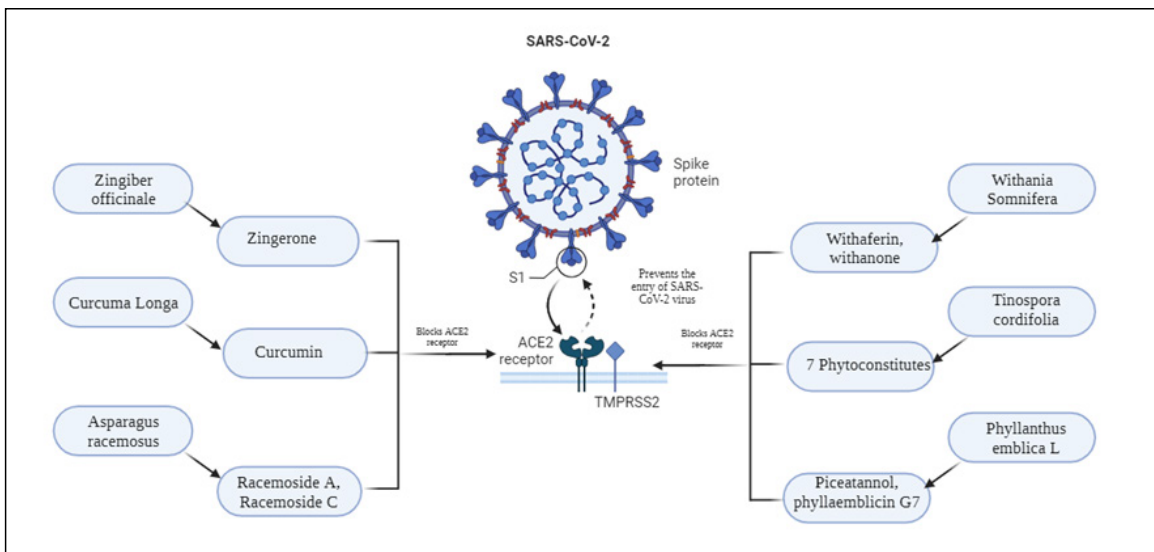 SARS-CoV-2
Spike
protein
S1
Zingiber
officinale
Zingerone
Curcuma Longa
Curcumin
Asparagus
racemosus
Racemoside A,
Racemoside C
Blocks ACE2
receptor
ACE2
receptor
TMPRSS2
Prevents the
entry of SARS-
CoV-2 virus
Blocks ACE2
receptor
Withania
Somnifera
Withaferin,
withanone
Tinospora
cordifolia
7 Phytoconstitutes
Phyllanthus
emblica L
Piceatannol,
phyllaemblicin G7